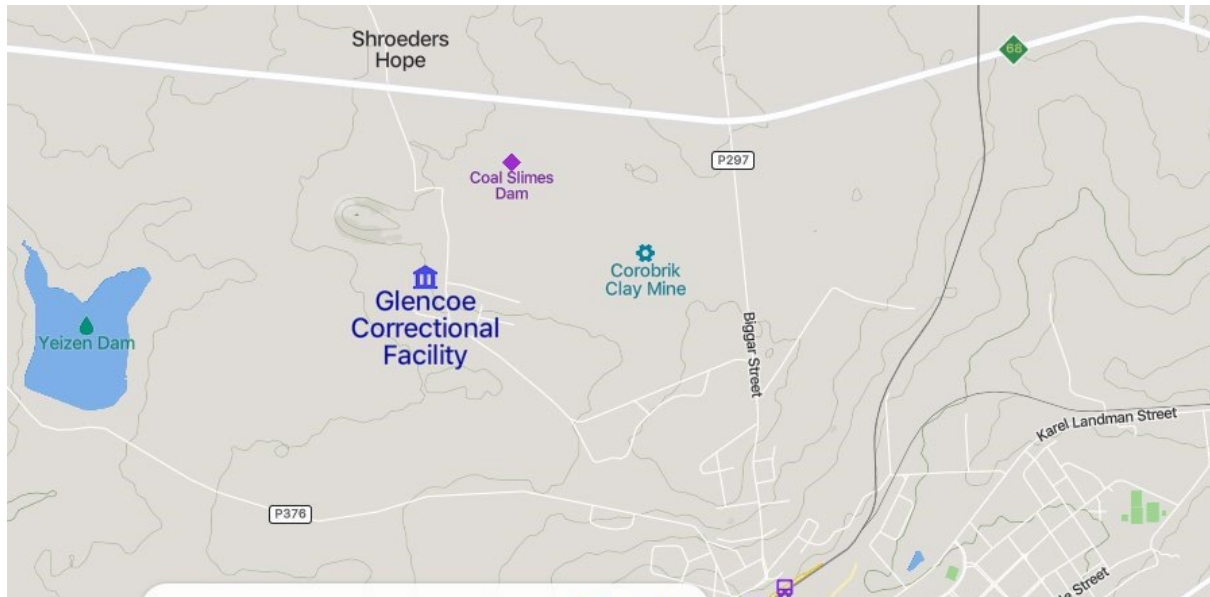 Shroeders
Hope
68
P297
Coal Slimes
Dam
Corobrik
Clay Mine
Glencoe
Correctional
Facility
Yeizen Dam
Biggar Street
Karel Landman Street
P376
le Street